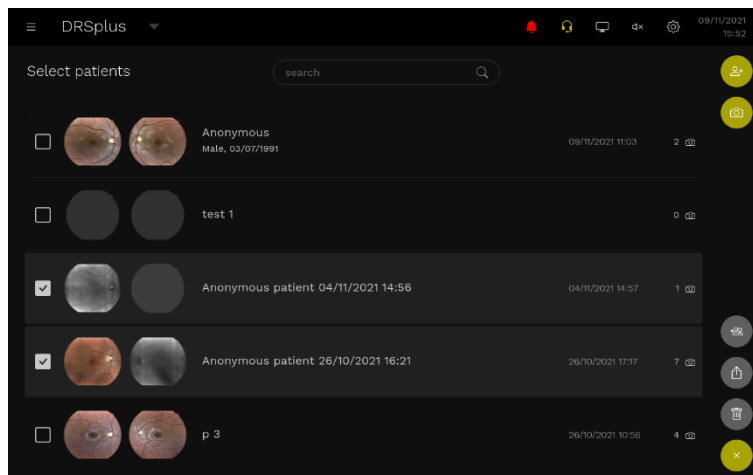 DRSplus
09/11/2021
15:52
Select patients
search
Anonymous
Male, 03/07/1991
09/11/2021 11:03
2
test 1
0
Anonymous patient 04/11/2021 14:56
04/11/2021 14:57
1
Anonymous patient 26/10/2021 16:21
26/10/2021 17:17
7
p 3
26/10/2021 10:56
4